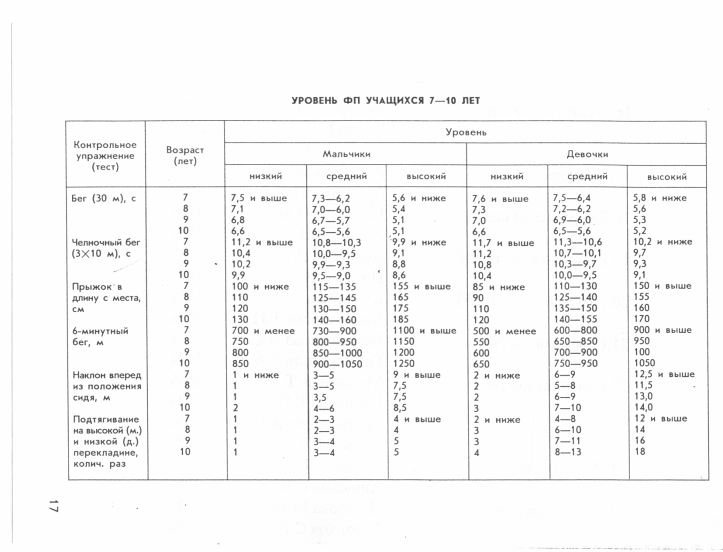 УРОВЕНЬ ФП УЧАЩИХСЯ 7—10 ЛЕТ
Контрольное упражнение (тест) Возраст (лет) Уровень
Мальчики Девочки
низкий средний высокий низкий средний высокий
Бег (30 м), с 7 7,5 и выше 7,3—6,2 5,6 и ниже 7,6 и выше 7,5—6,4 5,8 и ниже
8 7,1 7,0—6,0 5,4 7,3 7,2—6,2 5,6
9 6,8 6,7—5,7 5,1 7,0 6,9—6,0 5,3
10 6,6 6,5—5,6 5,1 6,6 6,5—5,6 5,2
Челночный бег 7 11,2 и выше 10,8—10,3 9,9 и ниже 11,7 и выше 11,3—10,6 10,2 и ниже
(3×10 м), с 8 10,4 10,0—9,5 9,1 11,2 10,7—10,1 9,7
9 10,2 9,9—9,3 8,8 10,8 10,3—9,7 9,3
10 9,9 9,5—9,0 8,6 10,4 10,0—9,5 9,1
Прыжок в 7 100 и ниже 115—135 155 и выше 85 и ниже 110—130 150 и выше
длину с места, 8 110 125—145 165 90 125—140 155
см 9 120 130—150 175 110 135—150 160
10 130 140—160 185 120 140—155 170
6-минутный 7 700 и менее 730—900 1100 и выше 500 и менее 600—800 900 и выше
бег, м 8 750 800—950 1150 550 650—850 950
9 800 850—1000 1200 600 700—900 100
10 850 900—1050 1250 650 750—950 1050
Наклон вперед 7 1 и ниже 3—5 9 и выше 2 и ниже 6—9 12,5 и выше
из положения 8 1 3—5 7,5 2 5—8 11,5
сидя, м 9 1 3,5 7,5 2 6—9 13,0
10 2 4—6 8,5 3 7—10 14,0
Подтягивание 7 1 2—3 4 и выше 2 и ниже 4—8 12 и выше
на высокой (м.) 8 1 2—3 4 3 6—10 14
и низкой (д.) 9 1 3—4 5 3 7—11 16
перекладине, 10 1 3—4 5 4 8—13 18
колич. раз
17